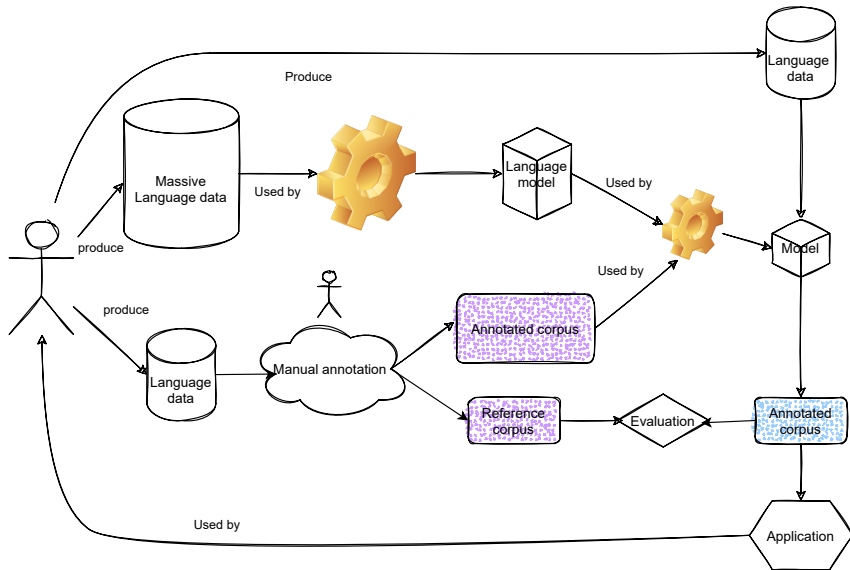 Language
data
Produce
Massive
Language data
Used by
Language
model
Used by
produce
Model
Used by
produce
Annotated corpus
Manual annotation
Language
data
Reference
corpus
Evaluation
Annotated
corpus
Used by
Application